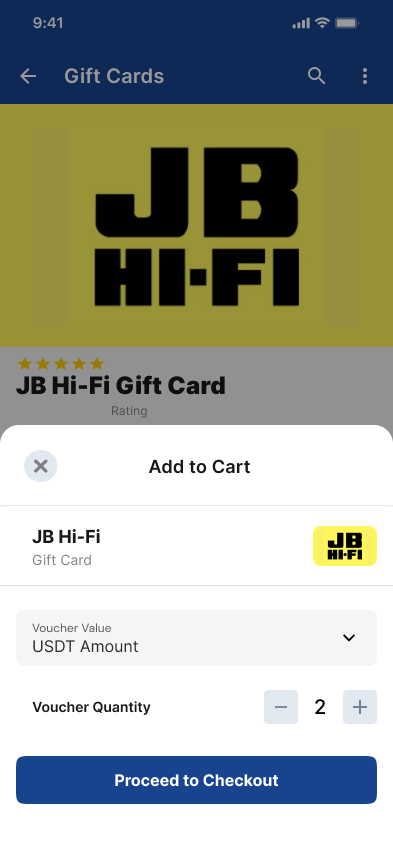 9:41
Gift Cards
JB
HI-FI
JB Hi-Fi Gift Card
Rating
Add to Cart
JB Hi-Fi
Gift Card
JB
HI-FI
Voucher Value
USDT Amount
Voucher Quantity
2
Proceed to Checkout